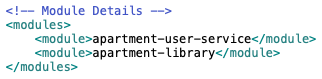 <!-- Module Details -->
<modules>
    <module>apartment-user-service</module>
    <module>apartment-library</module>
</modules>